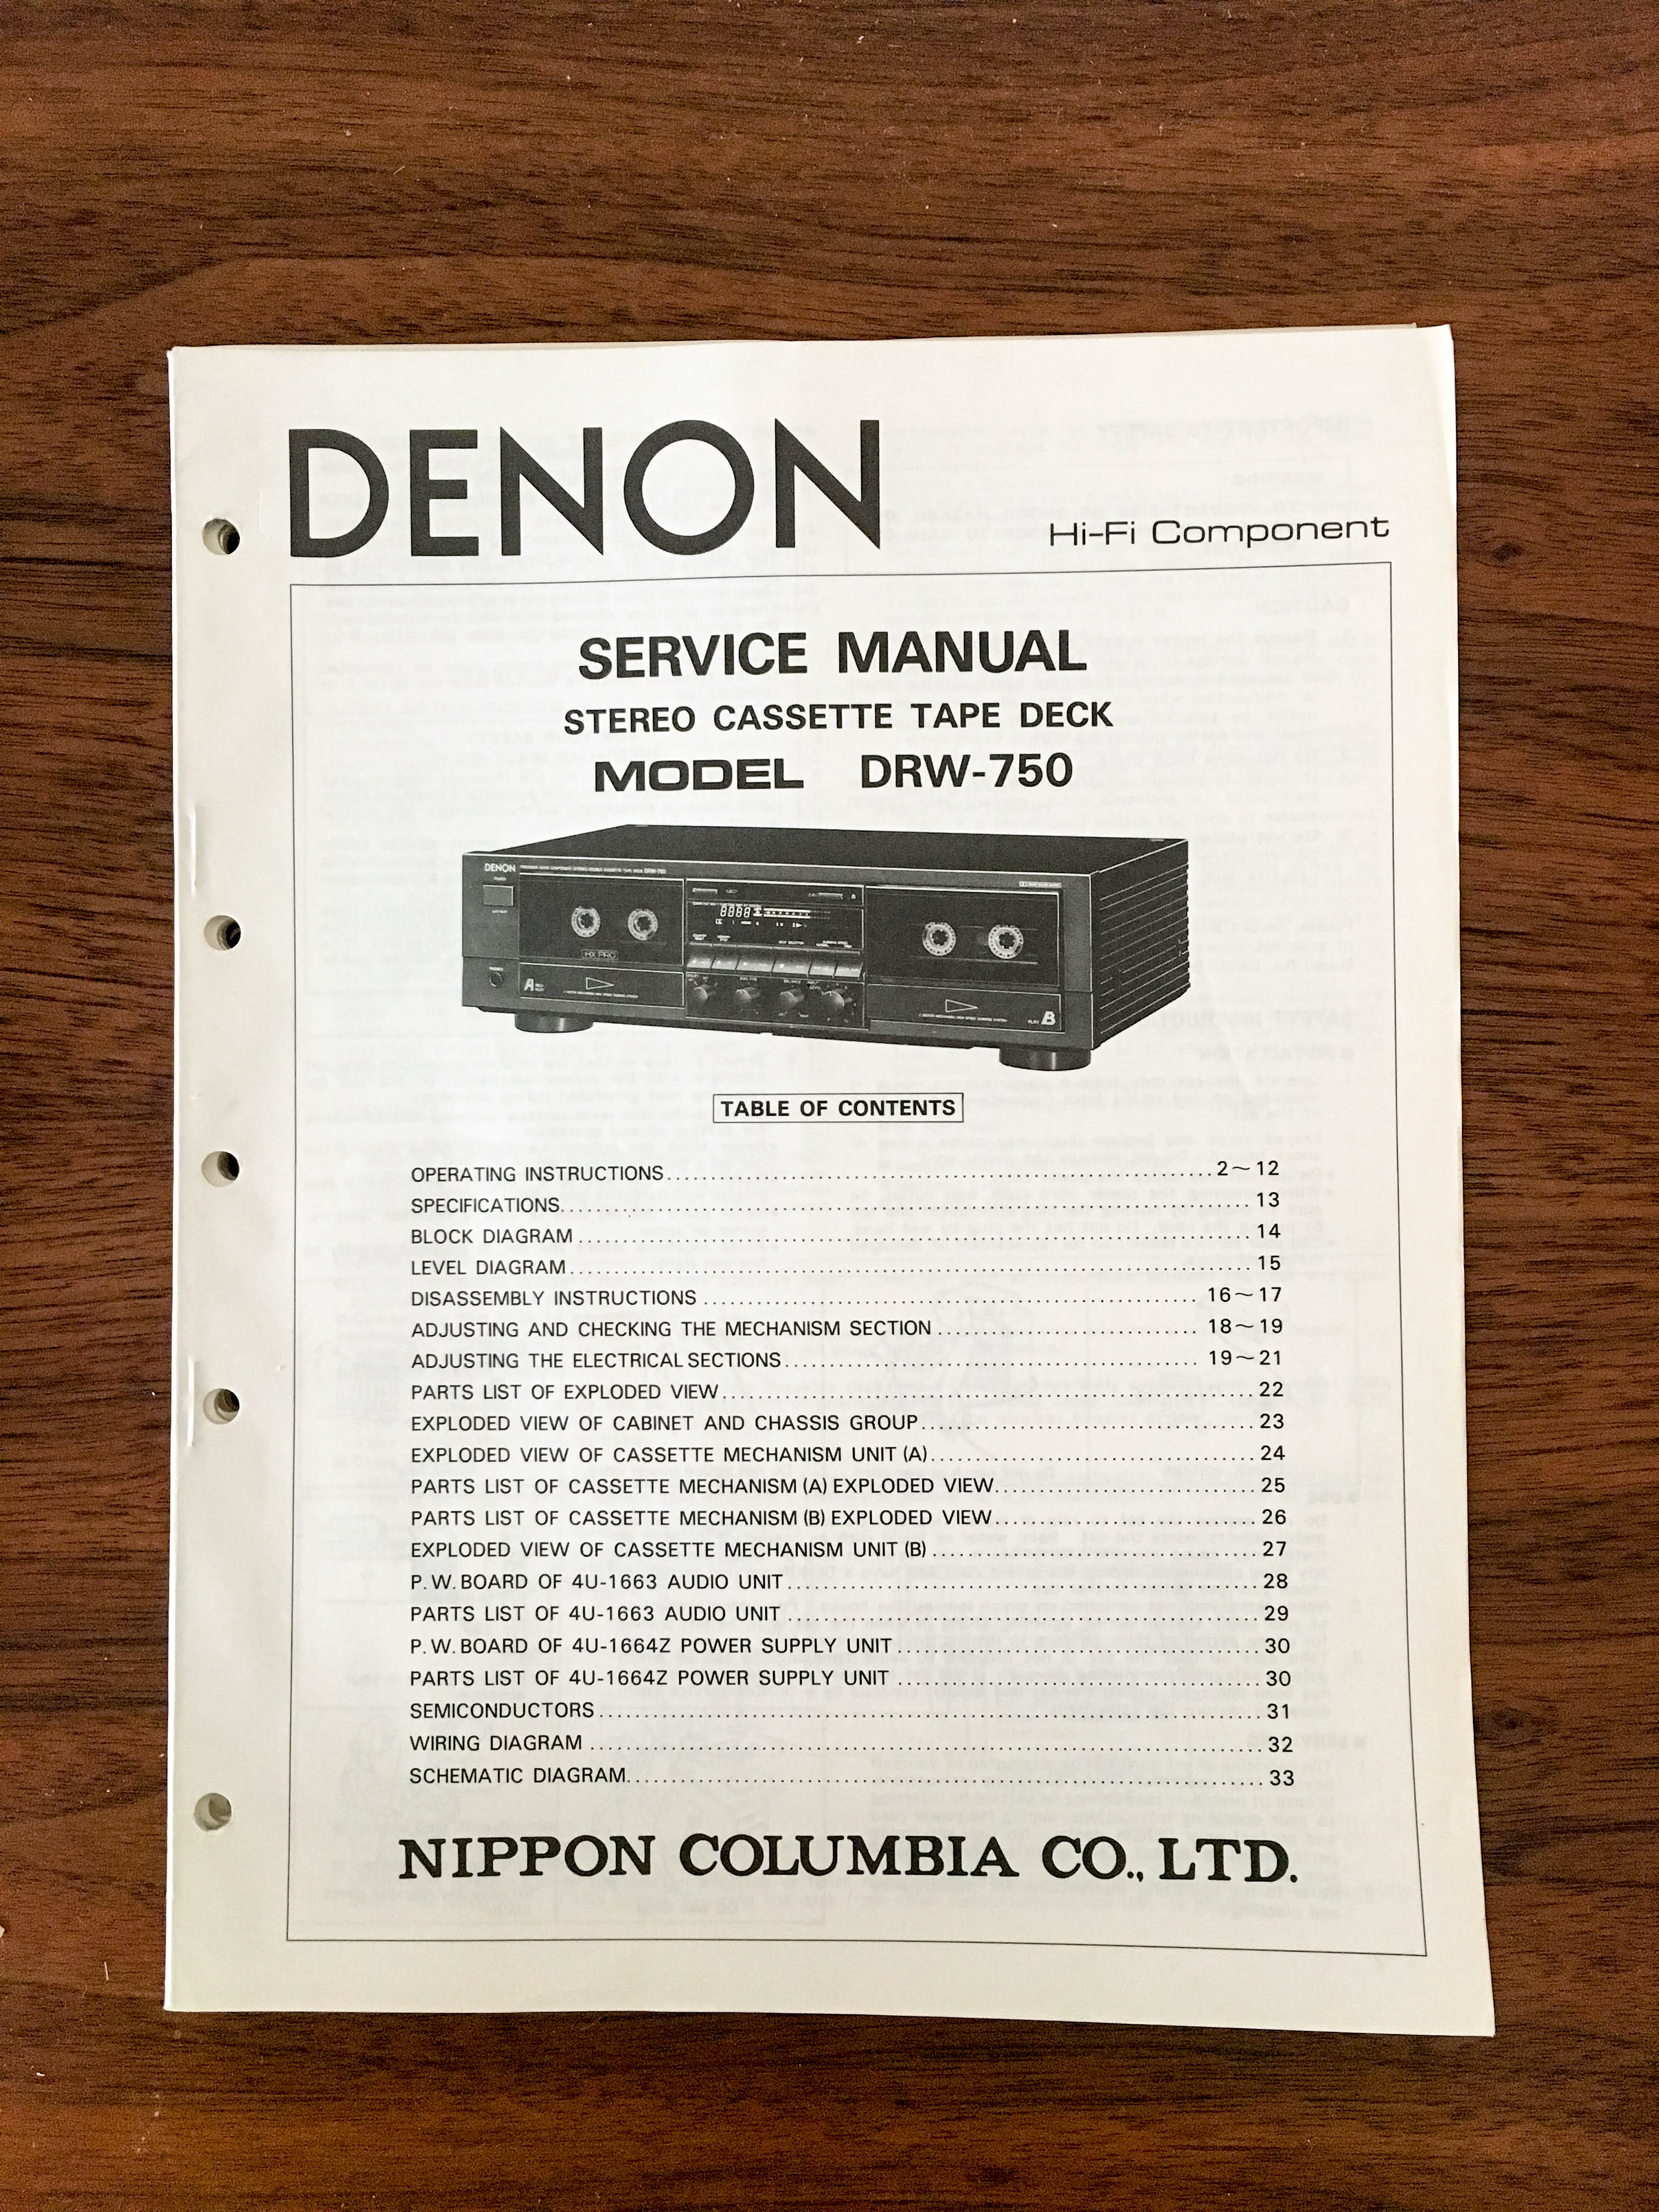 DENON
Hi-Fi Component
SERVICE MANUAL
STEREO CASSETTE TAPE DECK
MODEL DRW-750
DENON
DRW-750
HX PRO
A
PLAY B
TABLE OF CONTENTS
OPERATING INSTRUCTIONS.......... 2~12
SPECIFICATIONS.......... 13
BLOCK DIAGRAM.......... 14
LEVEL DIAGRAM.......... 15
DISASSEMBLY INSTRUCTIONS.......... 16~17
ADJUSTING AND CHECKING THE MECHANISM SECTION.......... 18~19
ADJUSTING THE ELECTRICAL SECTIONS.......... 19~21
PARTS LIST OF EXPLODED VIEW.......... 22
EXPLODED VIEW OF CABINET AND CHASSIS GROUP.......... 23
EXPLODED VIEW OF CASSETTE MECHANISM UNIT (A).......... 24
PARTS LIST OF CASSETTE MECHANISM (A) EXPLODED VIEW.......... 25
PARTS LIST OF CASSETTE MECHANISM (B) EXPLODED VIEW.......... 26
EXPLODED VIEW OF CASSETTE MECHANISM UNIT (B).......... 27
P.W.BOARD OF 4U-1663 AUDIO UNIT.......... 28
PARTS LIST OF 4U-1663 AUDIO UNIT.......... 29
P.W.BOARD OF 4U-1664Z POWER SUPPLY UNIT.......... 30
PARTS LIST OF 4U-1664Z POWER SUPPLY UNIT.......... 30
SEMICONDUCTORS.......... 31
WIRING DIAGRAM.......... 32
SCHEMATIC DIAGRAM.......... 33
NIPPON COLUMBIA CO., LTD.